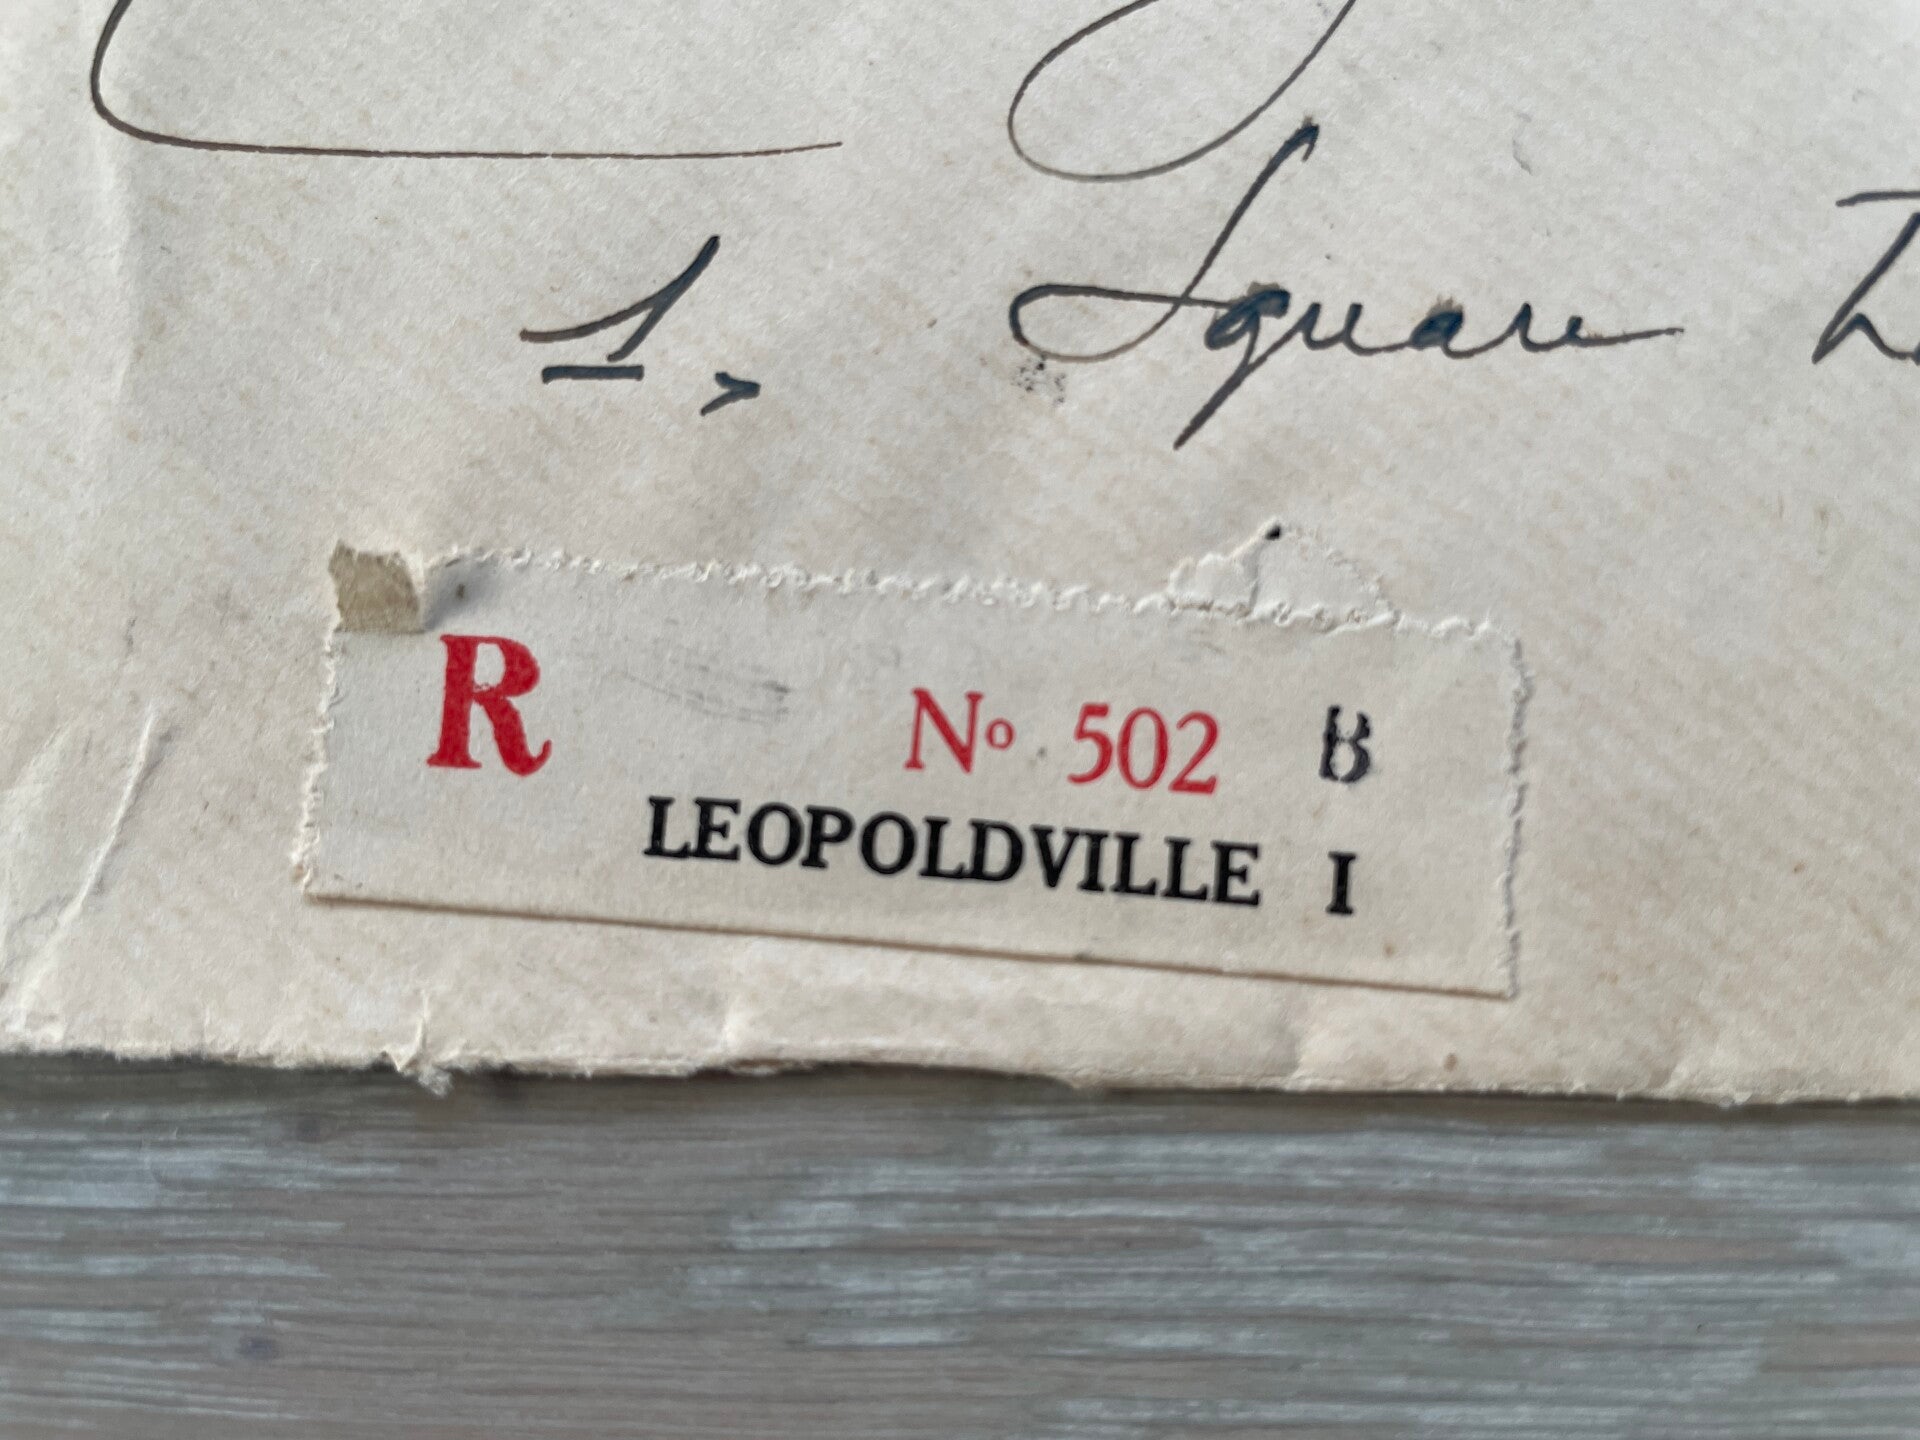 1, Square
R No 502 B
LEOPOLDVILLE I